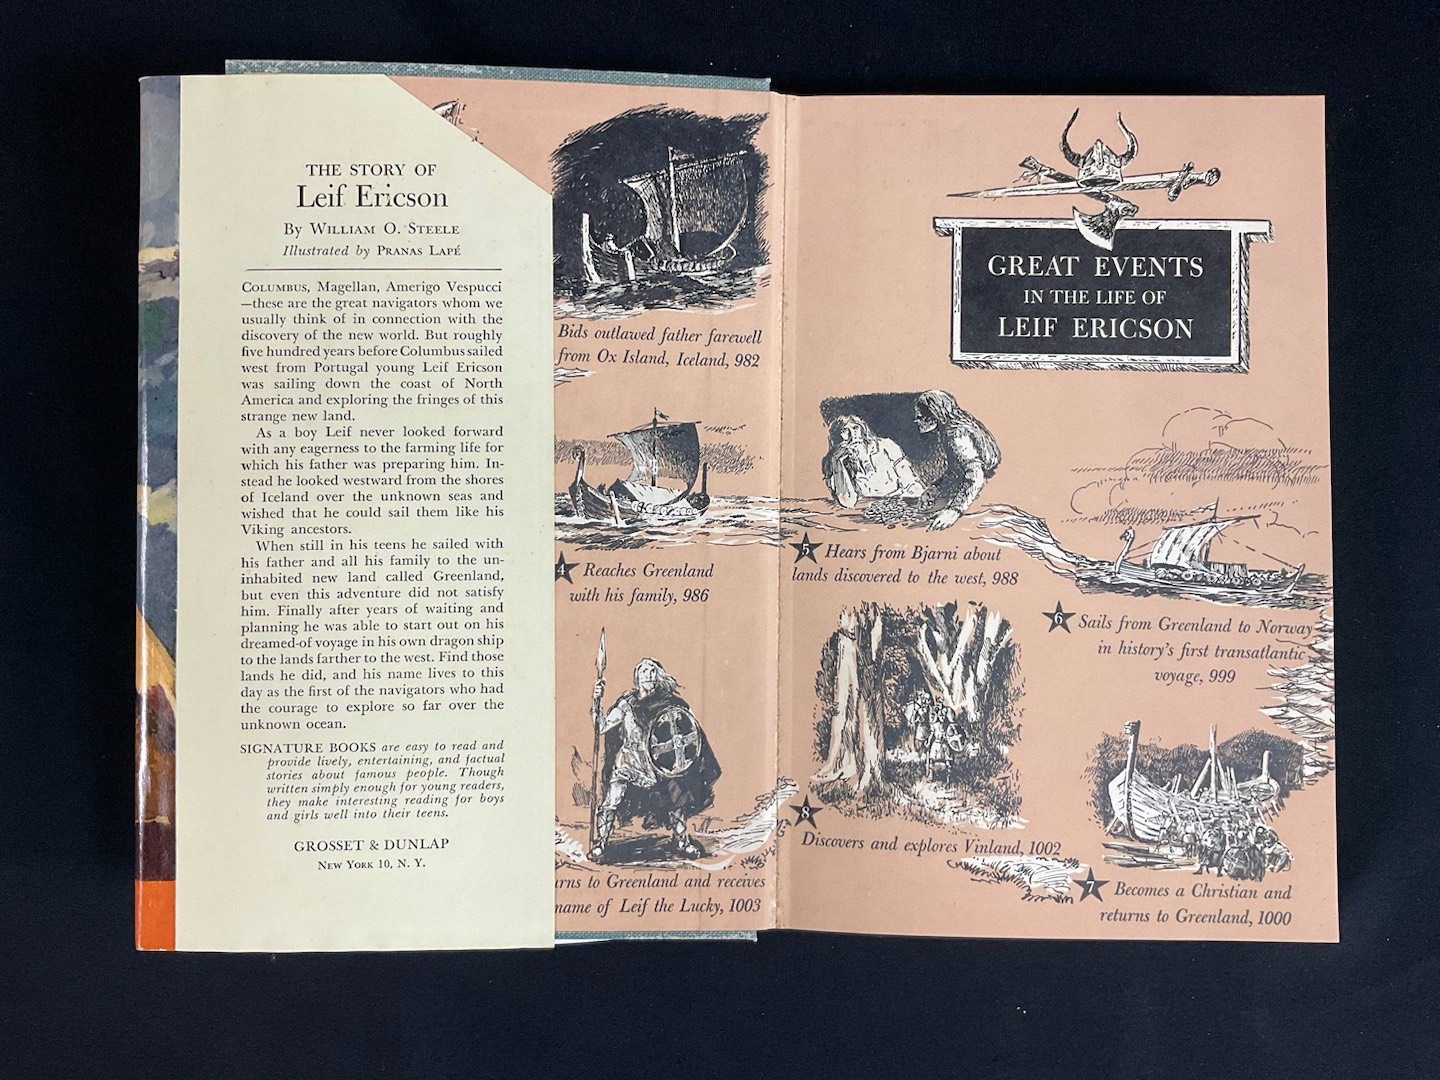 THE STORY OF
Leif Ericson
By WILLIAM O. STEELE
Illustrated by PRANAS LAPÉ
COLUMBUS, Magellan, Amerigo Vespucci
—these are the great navigators whom we
usually think of in connection with the
discovery of the new world. But roughly
five hundred years before Columbus sailed
west from Portugal young Leif Ericson
was sailing down the coast of North
America and exploring the fringes of this
strange new land.
As a boy Leif never looked forward
with any eagerness to the farming life for
which his father was preparing him. In-
stead he looked westward from the shores
of Iceland over the unknown seas and
wished that he could sail them like his
Viking ancestors.
When still in his teens he sailed with
his father and all his family to the un-
inhabited new land called Greenland,
but even this adventure did not satisfy
him. Finally after years of waiting and
planning he was able to start out on his
dreamed-of voyage in his own dragon ship
to the lands farther to the west. Find those
lands he did, and his name lives to this
day as the first of the navigators who had
the courage to explore so far over the
unknown ocean.
SIGNATURE BOOKS are easy to read and
provide lively, entertaining, and factual
stories about famous people. Though
written simply enough for young readers,
they make interesting reading for boys
and girls well into their teens.
GROSSET & DUNLAP
NEW YORK 10, N. Y.
Bids outlawed father farewell
from Ox Island, Iceland, 982
4 Reaches Greenland
with his family, 986
urns to Greenland and receives
name of Leif the Lucky, 1003
GREAT EVENTS
IN THE LIFE OF
LEIF ERICSON
5 Hears from Bjarni about
lands discovered to the west, 988
6 Sails from Greenland to Norway
in history's first transatlantic
voyage, 999
8
Discovers and explores Vinland, 1002
7 Becomes a Christian and
returns to Greenland, 1000